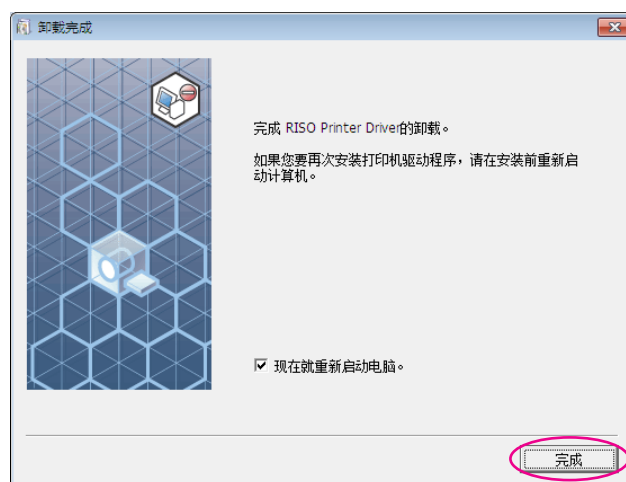 卸载完成
完成 RISO Printer Driver的卸载。
如果您要再次安装打印机驱动程序，请在安装前重新启
动计算机。
现在就重新启动电脑。
完成